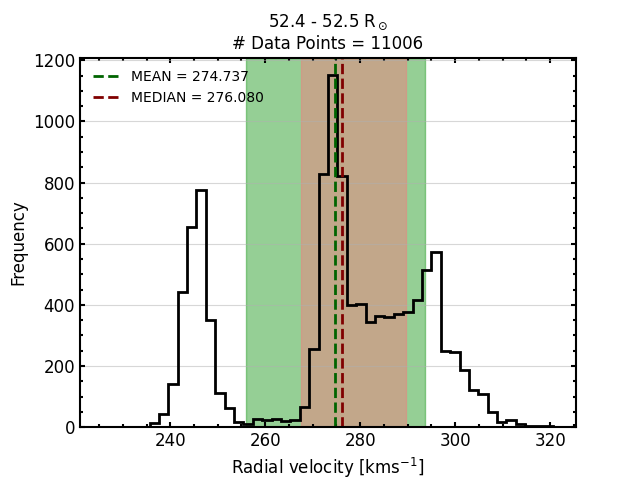 52.4 - 52.5 R⊙
# Data Points = 11006
MEAN = 274.737
MEDIAN = 276.080
1200
1000
800
600
400
200
0
Frequency
240 260 280 300 320
Radial velocity [kms⁻¹]